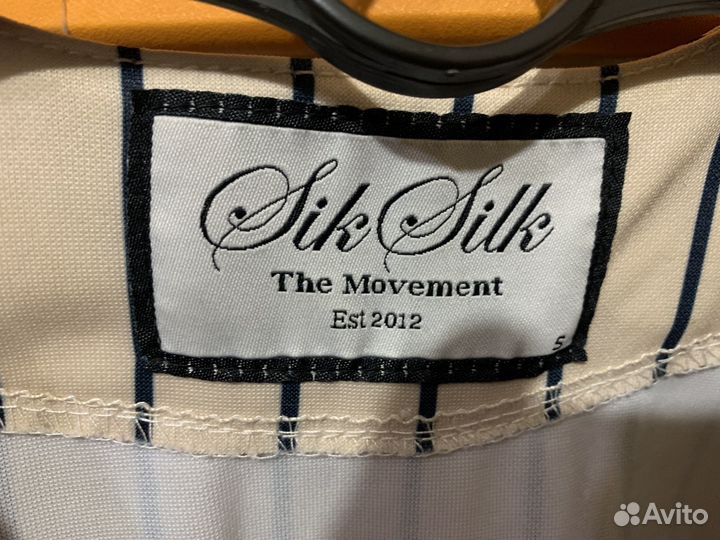 SikSilk
The Movement
Est 2012
S
Avito